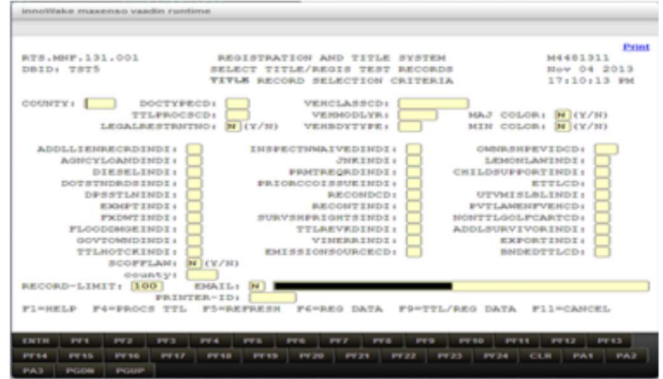 innoWake maxenso vaadin runtime
Print
RTS.MNF.131.001 REGISTRATION AND TITLE SYSTEM M4481311
DBID: TST5 SELECT TITLE/REGIS TEST RECORDS Nov 04 2013
TITLE RECORD SELECTION CRITERIA 17:10:13 PM
COUNTY: DOCTYPECD: VEHCLASSCD:
TTLPROCSCD: VEHMODLYR: MAJ COLOR: N (Y/N)
LEGALRESTRNTNO: N (Y/N) VEHBDYTYPE: MIN COLOR: N (Y/N)
ADDLLIENRECRDINDI: INSPECTNWAIVEDINDI: OWNRSHPEVIDCD:
AGNCYLOANDINDI: JNKINDI: LEMONLAWINDI:
DIESELINDI: PRMTREQRDINDI: CHILDSUPPORTINDI:
DOTSTNDRDSINDI: PRIORCCOISSUEINDI: ETTLCD:
DPSSTLNINDI: RECONDCD: UTVMISLBLINDI:
EXMPTINDI: RECONTINDI: PVTLAWENFVEHCD:
FXDWTINDI: SURVSHPRIGHTSINDI: NONTTLGOLFCARTCD:
FLOODDMGEINDI: TTLREVKDINDI: ADDLSURVIVORINDI:
GOVTOWNDINDI: VINERRINDI: EXPORTINDI:
TTLHOTCKINDI: EMISSIONSOURCECD: BNDEDTTLCD:
SCOFFLAW: N (Y/N)
county:
RECORD-LIMIT: 100 EMAIL: N
PRINTER-ID:
F1=HELP F4=PROCS TTL F5=REFRESH F6=REG DATA F9=TTL/REG DATA F11=CANCEL
ENTR PF1 PF2 PF3 PF4 PF5 PF6 PF7 PF8 PF9 PF10 PF11 PF12 PF13
PF14 PF15 PF16 PF17 PF18 PF19 PF20 PF21 PF22 PF23 PF24 CLR PA1 PA2
PA3 PGDN PGUP